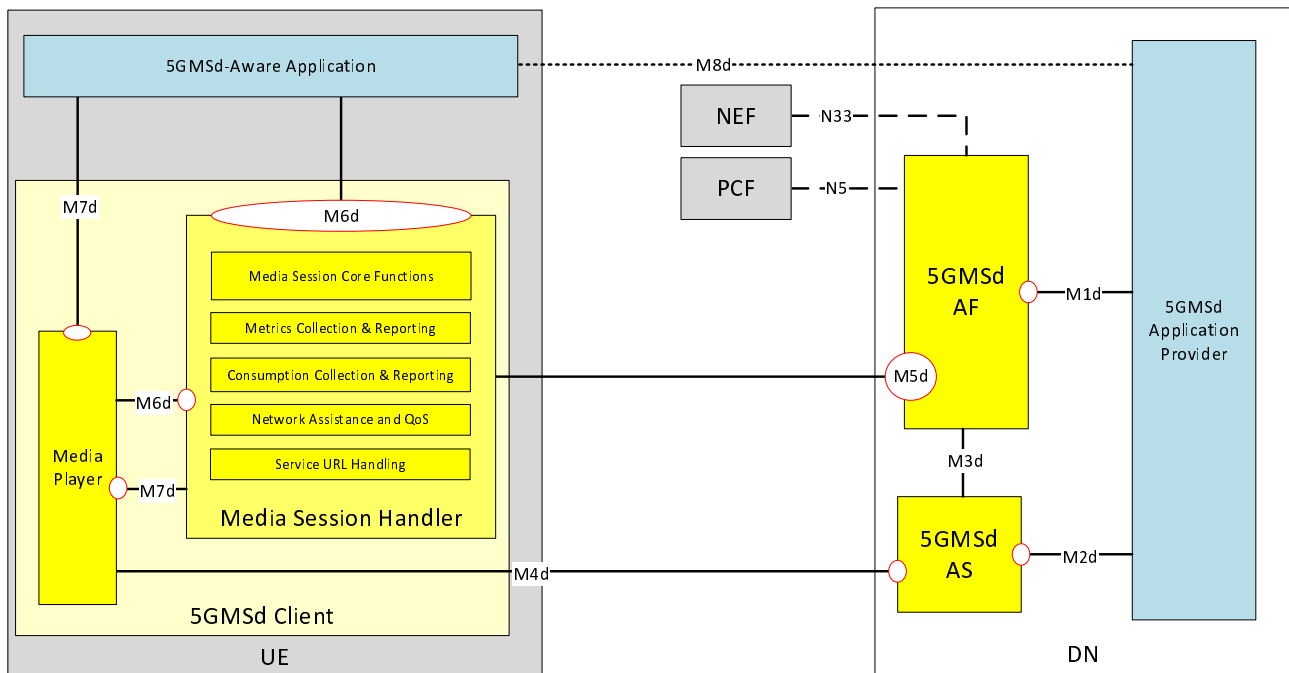 5GMSd-Aware Application
M8d
NEF
N33
PCF
N5
M7d
M6d
Media Session Core Functions
Metrics Collection & Reporting
Consumption Collection & Reporting
Network Assistance and QoS
Service URL Handling
Media Session Handler
M6d
M7d
Media
Player
M4d
5GMSd Client
UE
5GMSd
AF
M1d
M5d
M3d
5GMSd
AS
M2d
5GMSd
Application
Provider
DN